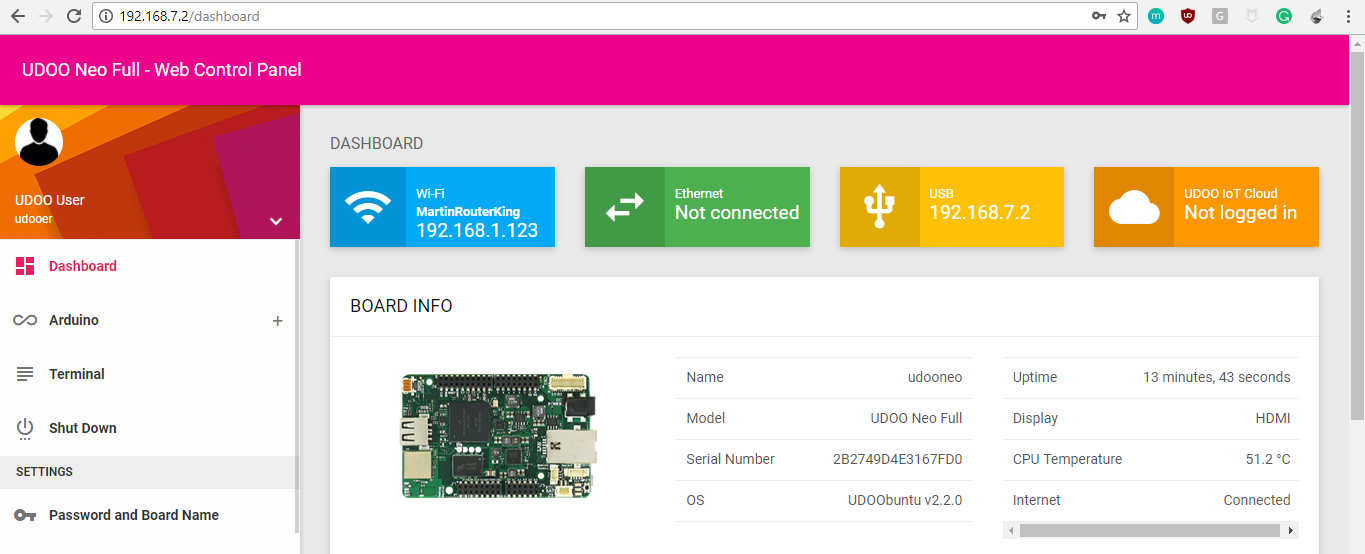 192.168.7.2/dashboard
UDOO Neo Full - Web Control Panel
UDOO User
udooer
Dashboard
Arduino
+
Terminal
Shut Down
SETTINGS
Password and Board Name
DASHBOARD
Wi-Fi
MartinRouterKing
192.168.1.123
Ethernet
Not connected
USB
192.168.7.2
UDOO IoT Cloud
Not logged in
BOARD INFO
Name udooneo
Model UDOO Neo Full
Serial Number 2B2749D4E3167FD0
OS UDOObuntu v2.2.0
Uptime 13 minutes, 43 seconds
Display HDMI
CPU Temperature 51.2 °C
Internet Connected